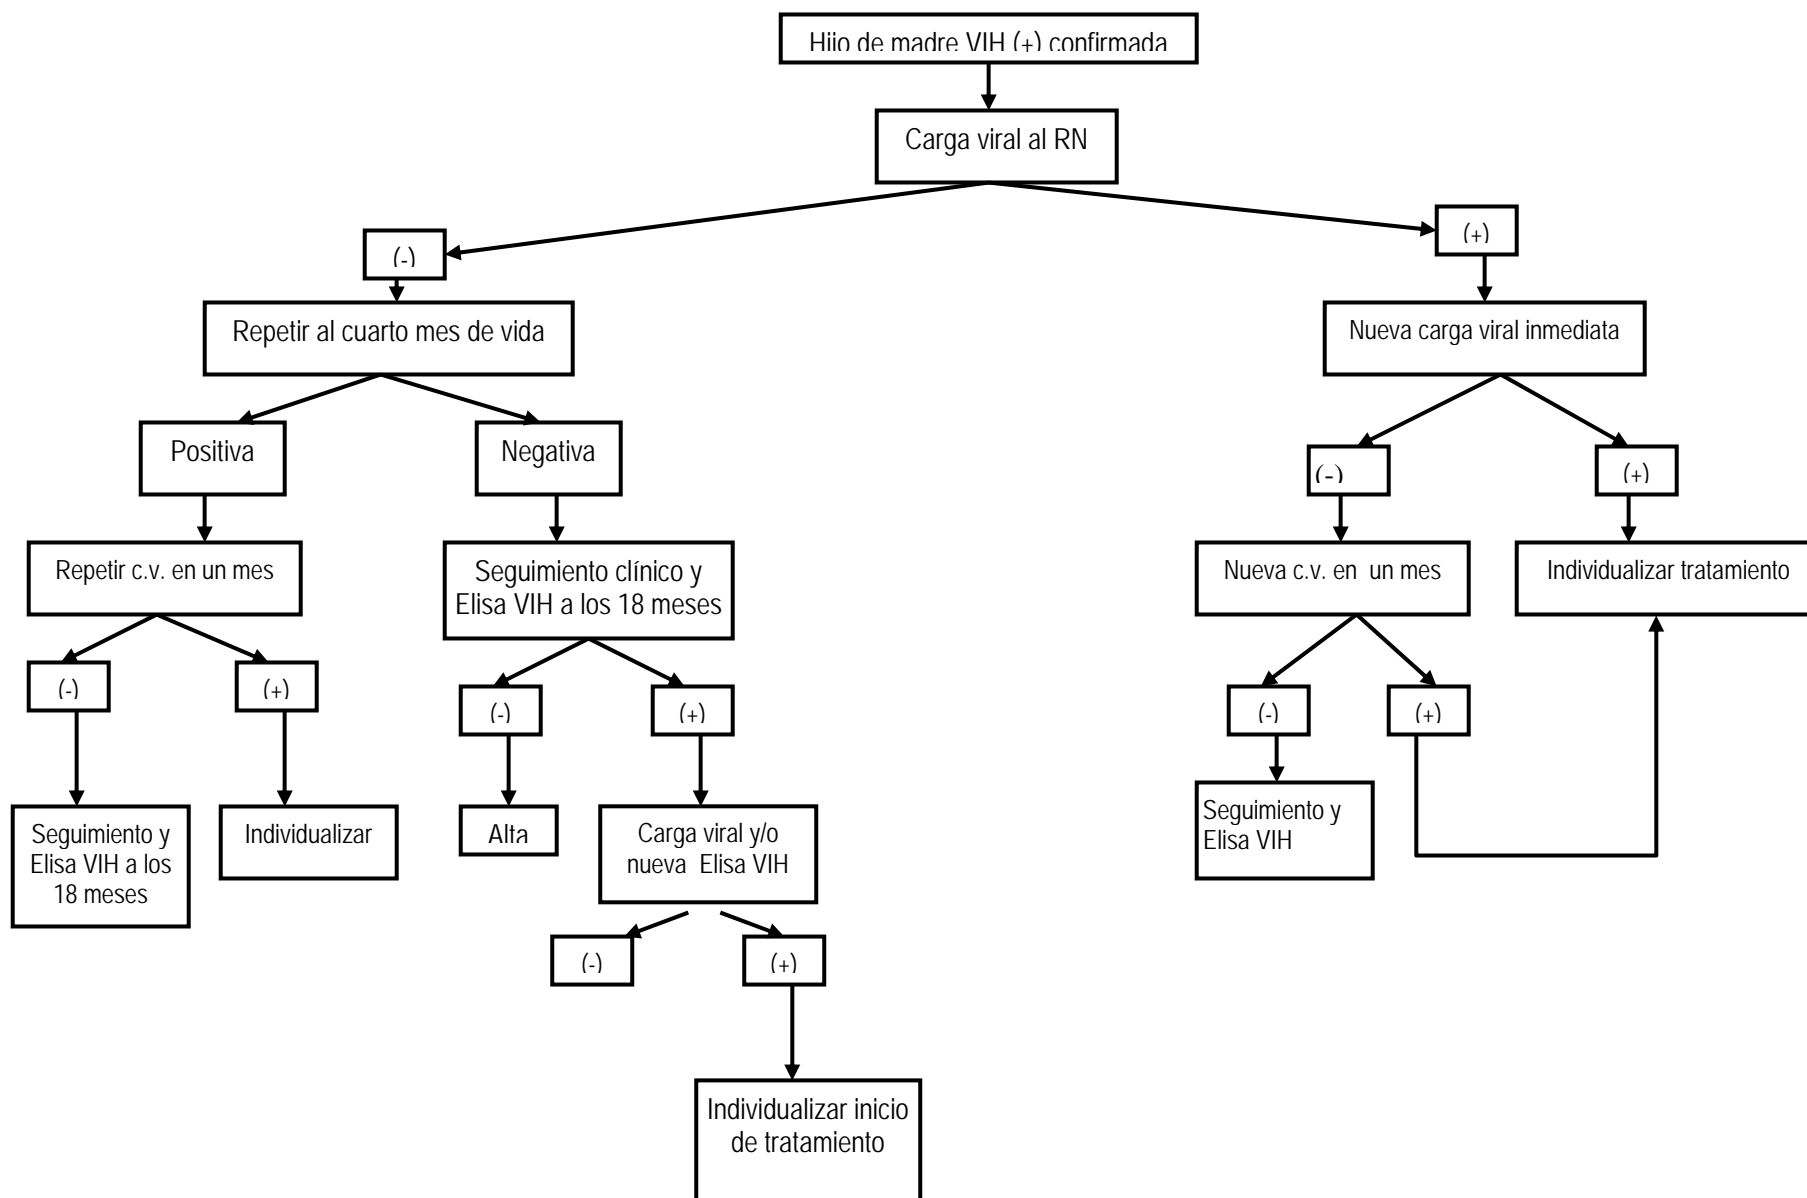 Hijo de madre VIH (+) confirmada
Carga viral al RN
(-)
(+)
Repetir al cuarto mes de vida
Nueva carga viral inmediata
Positiva
Negativa
(-)
(+)
Repetir c.v. en un mes
Seguimiento clínico y
Elisa VIH a los 18 meses
Nueva c.v. en un mes
Individualizar tratamiento
(-)
(+)
(-)
(+)
(-)
(+)
Seguimiento y
Elisa VIH a los
18 meses
Individualizar
Alta
Carga viral y/o
nueva Elisa VIH
Seguimiento y
Elisa VIH
(-)
(+)
Individualizar inicio
de tratamiento